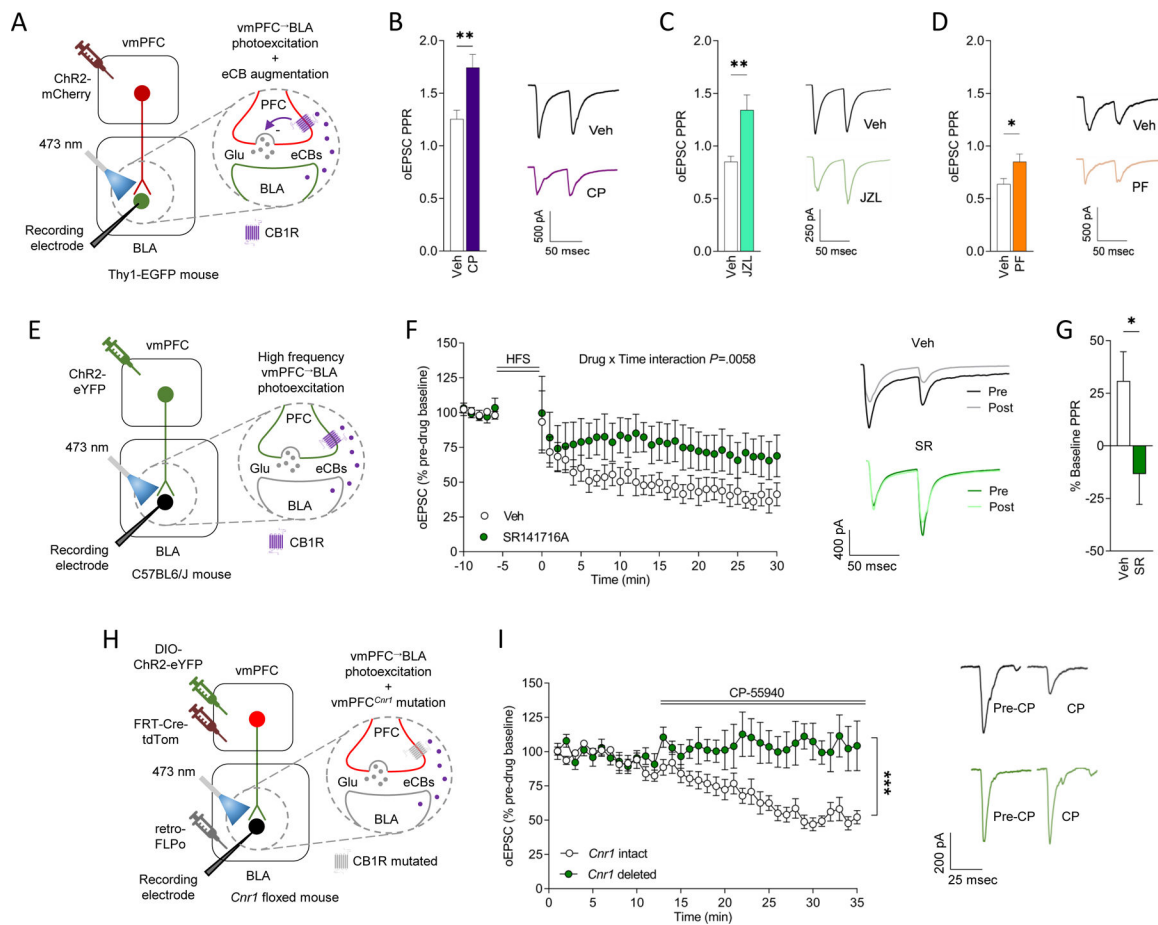 A
vmPFC
ChR2-
mCherry
473 nm
Recording
electrode
BLA
Thy1-EGFP mouse
vmPFC→BLA
photoexcitation
+
eCB augmentation
PFC
-
Glu
eCBs
BLA
CB1R
B
oEPSC PPR
2.0
1.5
1.0
0.5
0.0
**
Veh
CP
Veh
CP
500 pA
50 msec
C
oEPSC PPR
2.0
1.5
1.0
0.5
0.0
**
Veh
JZL
Veh
JZL
250 pA
50 msec
D
oEPSC PPR
2.0
1.5
1.0
0.5
0.0
*
Veh
PF
Veh
PF
500 pA
50 msec
E
vmPFC
ChR2-
eYFP
473 nm
Recording
electrode
BLA
C57BL6/J mouse
High frequency
vmPFC→BLA
photoexcitation
PFC
Glu
eCBs
BLA
CB1R
F
oEPSC (% pre-drug baseline)
150
125
100
75
50
25
0
HFS
Drug x Time interaction P=.0058
Veh
SR141716A
-10
-5
0
5
10
15
20
25
30
Time (min)
Veh
Pre
Post
SR
Pre
Post
400 pA
50 msec
G
% Baseline PPR
50
25
0
-25
-50
*
Veh
SR
H
DIO-
ChR2-eYFP
vmPFC
FRT-Cre-
tdTom
473 nm
retro-
FLPo
Recording
electrode
BLA
Cnr1 floxed mouse
vmPFC→BLA
photoexcitation
+
vmPFCCnr1 mutation
PFC
Glu
eCBs
BLA
CB1R mutated
I
oEPSC (% pre-drug baseline)
150
125
100
75
50
25
0
CP-55940
***
Cnr1 intact
Cnr1 deleted
0
5
10
15
20
25
30
35
Time (min)
Pre-CP
CP
Pre-CP
CP
200 pA
25 msec